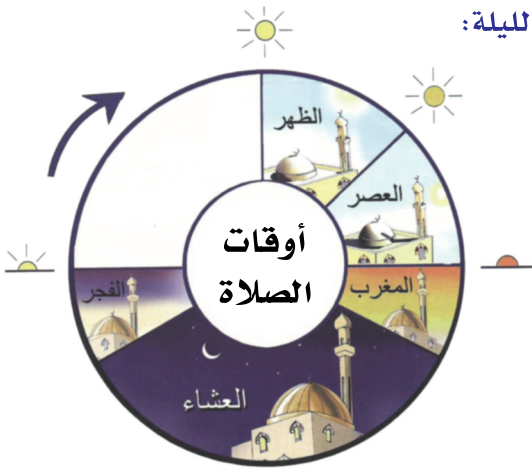 لليلة:
الظهر
العصر
أوقات
الصلاة
المغرب
الفجر
العشاء